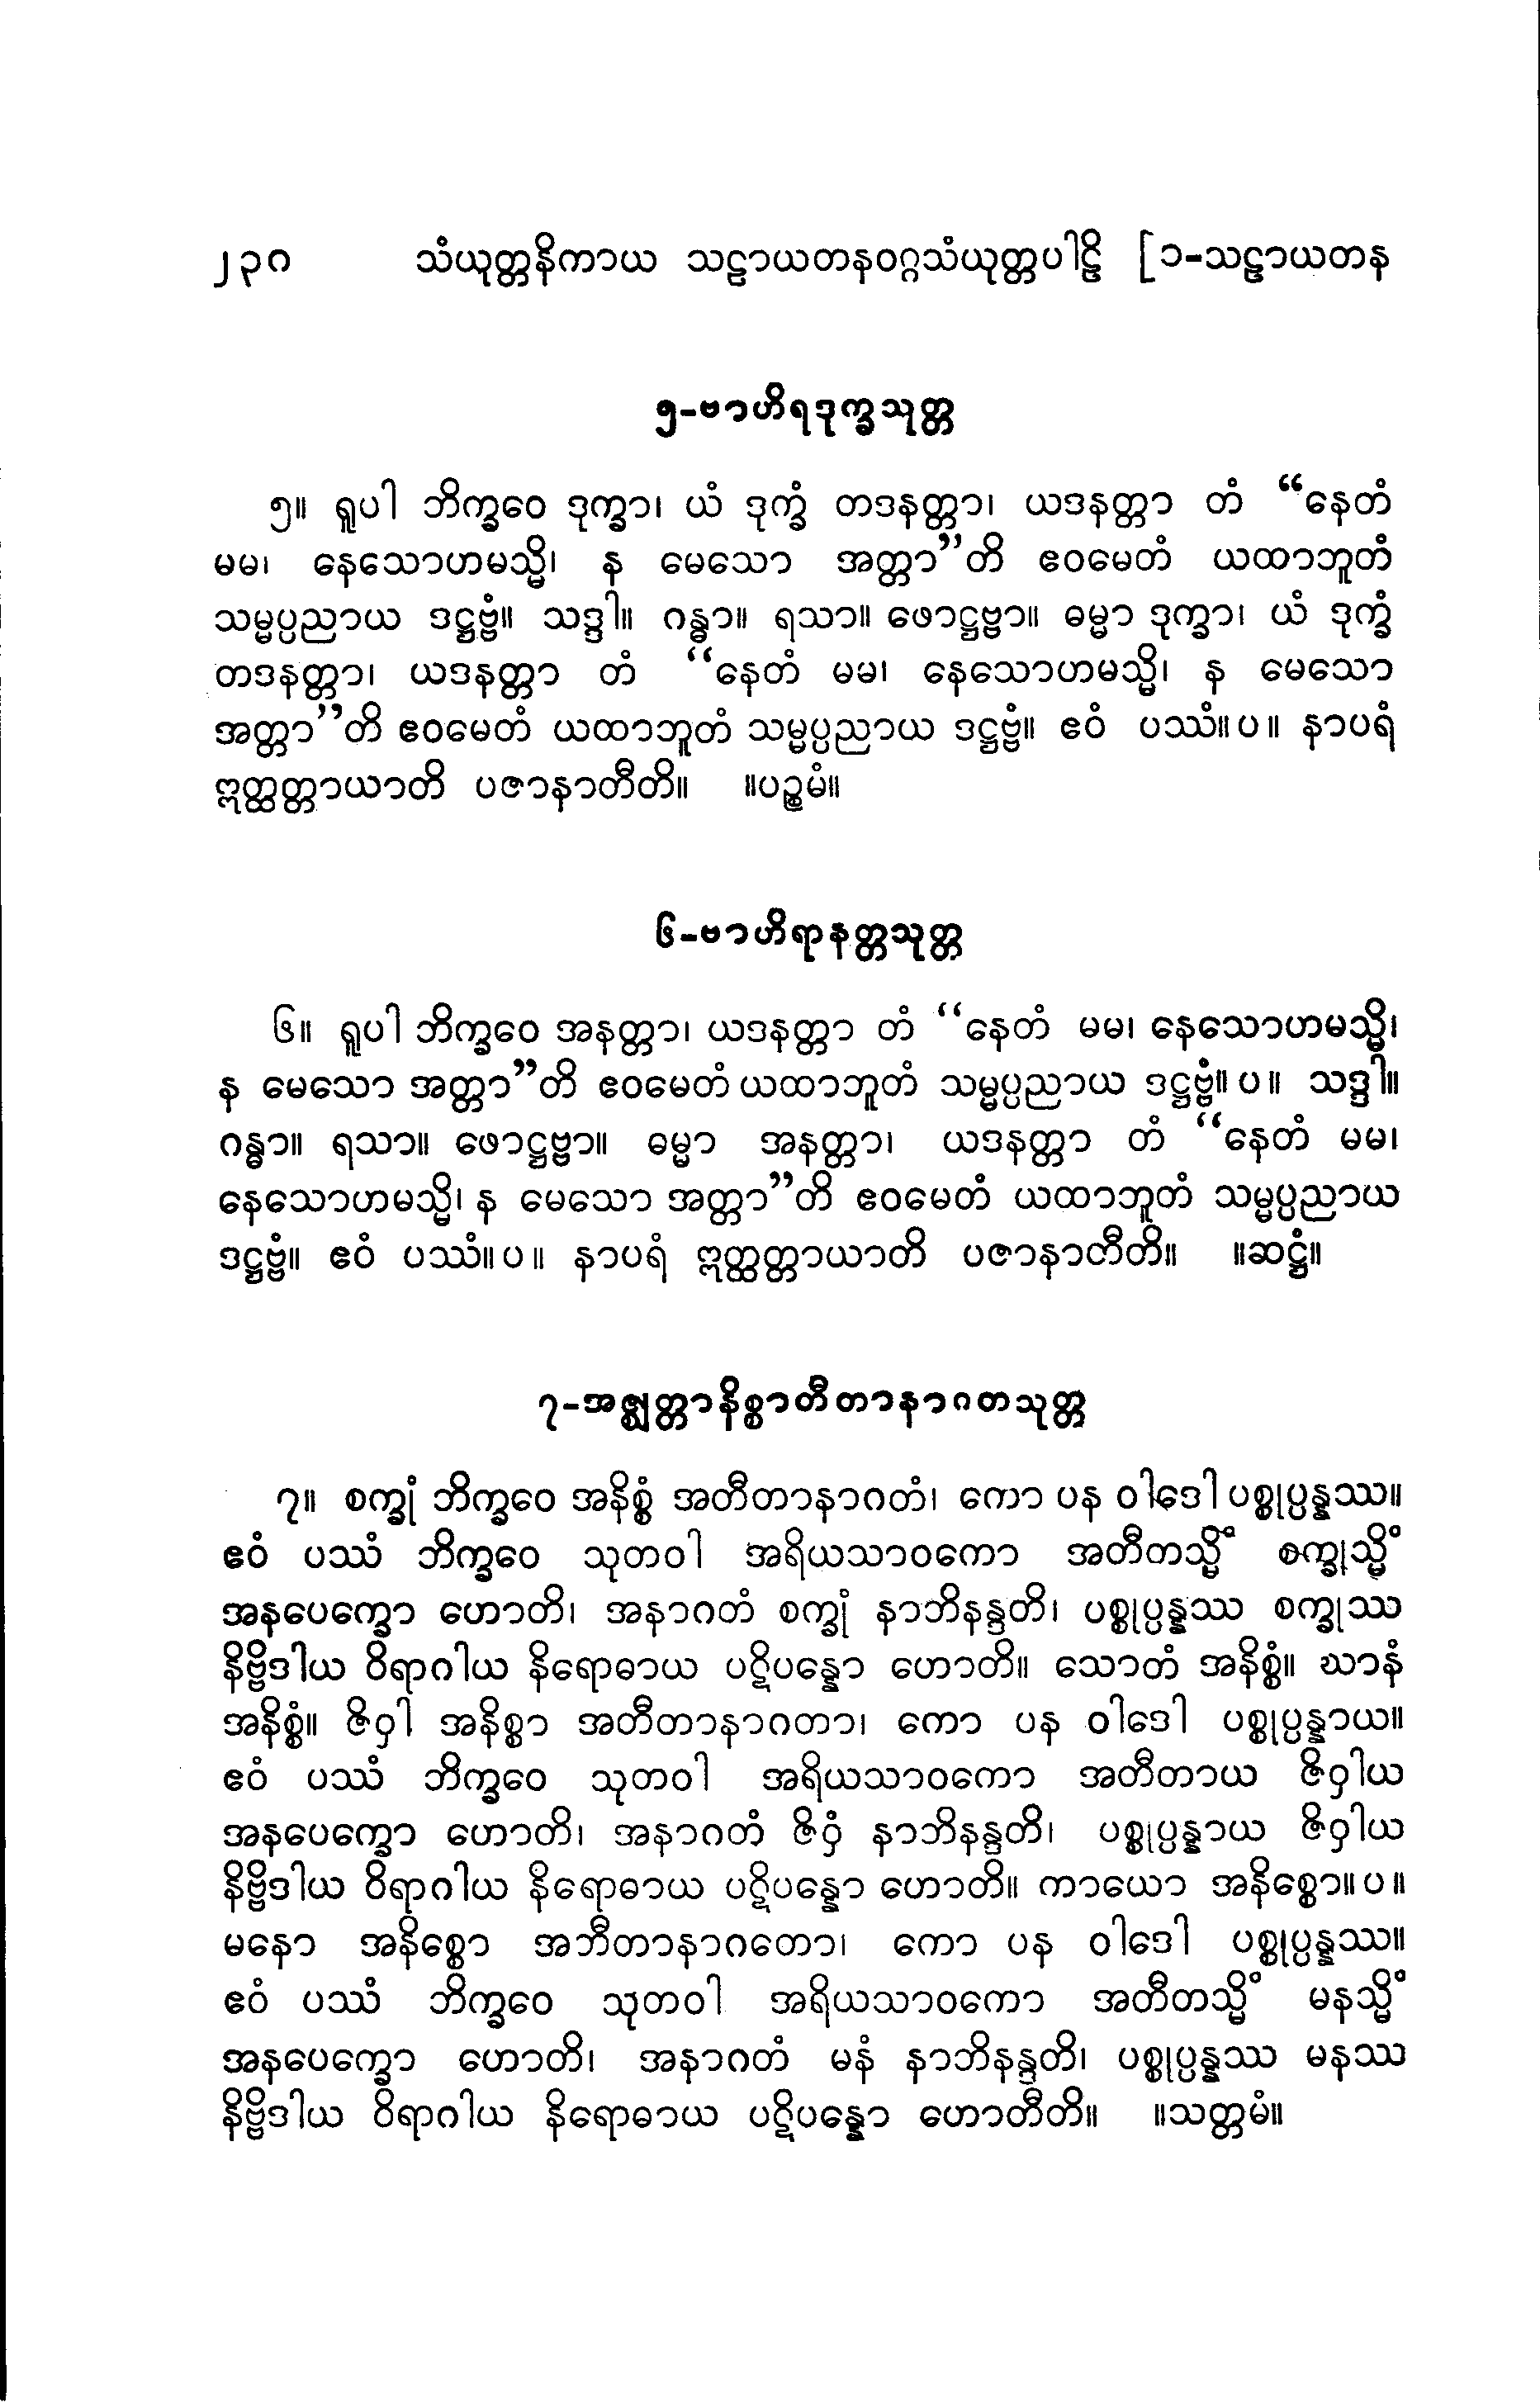 ၂၃၈ သံယုတ္တနိကာယ သဠာယတနဝဂ္ဂသံယုတ္တပါဠိ [၁-သဠာယတန
၅-ဗာဟိရဒုက္ခသုတ္တ
၅။ ရူပါ ဘိက္ခဝေ ဒုက္ခာ၊ ယံ ဒုက္ခံ တဒနတ္တာ၊ ယဒနတ္တာ တံ “နေတံ
မမ၊ နေသောဟမသ္မိ၊ န မေသော အတ္တာ”တိ ဧဝမေတံ ယထာဘူတံ
သမ္မပ္ပညာယ ဒဋ္ဌဗ္ဗံ။ သဒ္ဒါ။ ဂန္ဓာ။ ရသာ။ ဖောဋ္ဌဗ္ဗာ။ ဓမ္မာ ဒုက္ခာ၊ ယံ ဒုက္ခံ
တဒနတ္တာ၊ ယဒနတ္တာ တံ “နေတံ မမ၊ နေသောဟမသ္မိ၊ န မေသော
အတ္တာ”တိ ဧဝမေတံ ယထာဘူတံ သမ္မပ္ပညာယ ဒဋ္ဌဗ္ဗံ။ ဧဝံ ပဿံ။ပ။ နာပရံ
ဣတ္ထတ္တာယာတိ ပဇာနာတီတိ။ ။ပဉ္စမံ။
၆-ဗာဟိရာနတ္တသုတ္တ
၆။ ရူပါ ဘိက္ခဝေ အနတ္တာ၊ ယဒနတ္တာ တံ “နေတံ မမ၊ နေသောဟမသ္မိ၊
န မေသော အတ္တာ”တိ ဧဝမေတံ ယထာဘူတံ သမ္မပ္ပညာယ ဒဋ္ဌဗ္ဗံ။ပ။ သဒ္ဒါ။
ဂန္ဓာ။ ရသာ။ ဖောဋ္ဌဗ္ဗာ။ ဓမ္မာ အနတ္တာ၊ ယဒနတ္တာ တံ “နေတံ မမ၊
နေသောဟမသ္မိ၊ န မေသော အတ္တာ”တိ ဧဝမေတံ ယထာဘူတံ သမ္မပ္ပညာယ
ဒဋ္ဌဗ္ဗံ။ ဧဝံ ပဿံ။ပ။ နာပရံ ဣတ္ထတ္တာယာတိ ပဇာနာတီတိ။ ။ဆဋ္ဌံ။
၇-အဇ္ဈတ္တာနိစ္စာတီတာနာဂတသုတ္တ
၇။ စက္ခုံ ဘိက္ခဝေ အနိစ္စံ အတီတာနာဂတံ၊ ကော ပန ဝါဒေါ ပစ္စုပ္ပန္နဿ။
ဧဝံ ပဿံ ဘိက္ခဝေ သုတဝါ အရိယသာဝကော အတီတသ္မိံ စက္ခုသ္မိံ
အနပေက္ခော ဟောတိ၊ အနာဂတံ စက္ခုံ နာဘိနန္ဒတိ၊ ပစ္စုပ္ပန္နဿ စက္ခုဿ
နိဗ္ဗိဒါယ ဝိရာဂါယ နိရောဓာယ ပဋိပန္နော ဟောတိ။ သောတံ အနိစ္စံ။ ဃာနံ
အနိစ္စံ။ ဇိဝှါ အနိစ္စာ အတီတာနာဂတာ၊ ကော ပန ဝါဒေါ ပစ္စုပ္ပန္နာယ။
ဧဝံ ပဿံ ဘိက္ခဝေ သုတဝါ အရိယသာဝကော အတီတာယ ဇိဝှါယ
အနပေက္ခော ဟောတိ၊ အနာဂတံ ဇိဝှံ နာဘိနန္ဒတိ၊ ပစ္စုပ္ပန္နာယ ဇိဝှါယ
နိဗ္ဗိဒါယ ဝိရာဂါယ နိရောဓာယ ပဋိပန္နော ဟောတိ။ ကာယော အနိစ္စော။ပ။
မနော အနိစ္စော အတီတာနာဂတော၊ ကော ပန ဝါဒေါ ပစ္စုပ္ပန္နဿ။
ဧဝံ ပဿံ ဘိက္ခဝေ သုတဝါ အရိယသာဝကော အတီတသ္မိံ မနသ္မိံ
အနပေက္ခော ဟောတိ၊ အနာဂတံ မနံ နာဘိနန္ဒတိ၊ ပစ္စုပ္ပန္နဿ မနဿ
နိဗ္ဗိဒါယ ဝိရာဂါယ နိရောဓာယ ပဋိပန္နော ဟောတီတိ။ ။သတ္တမံ။